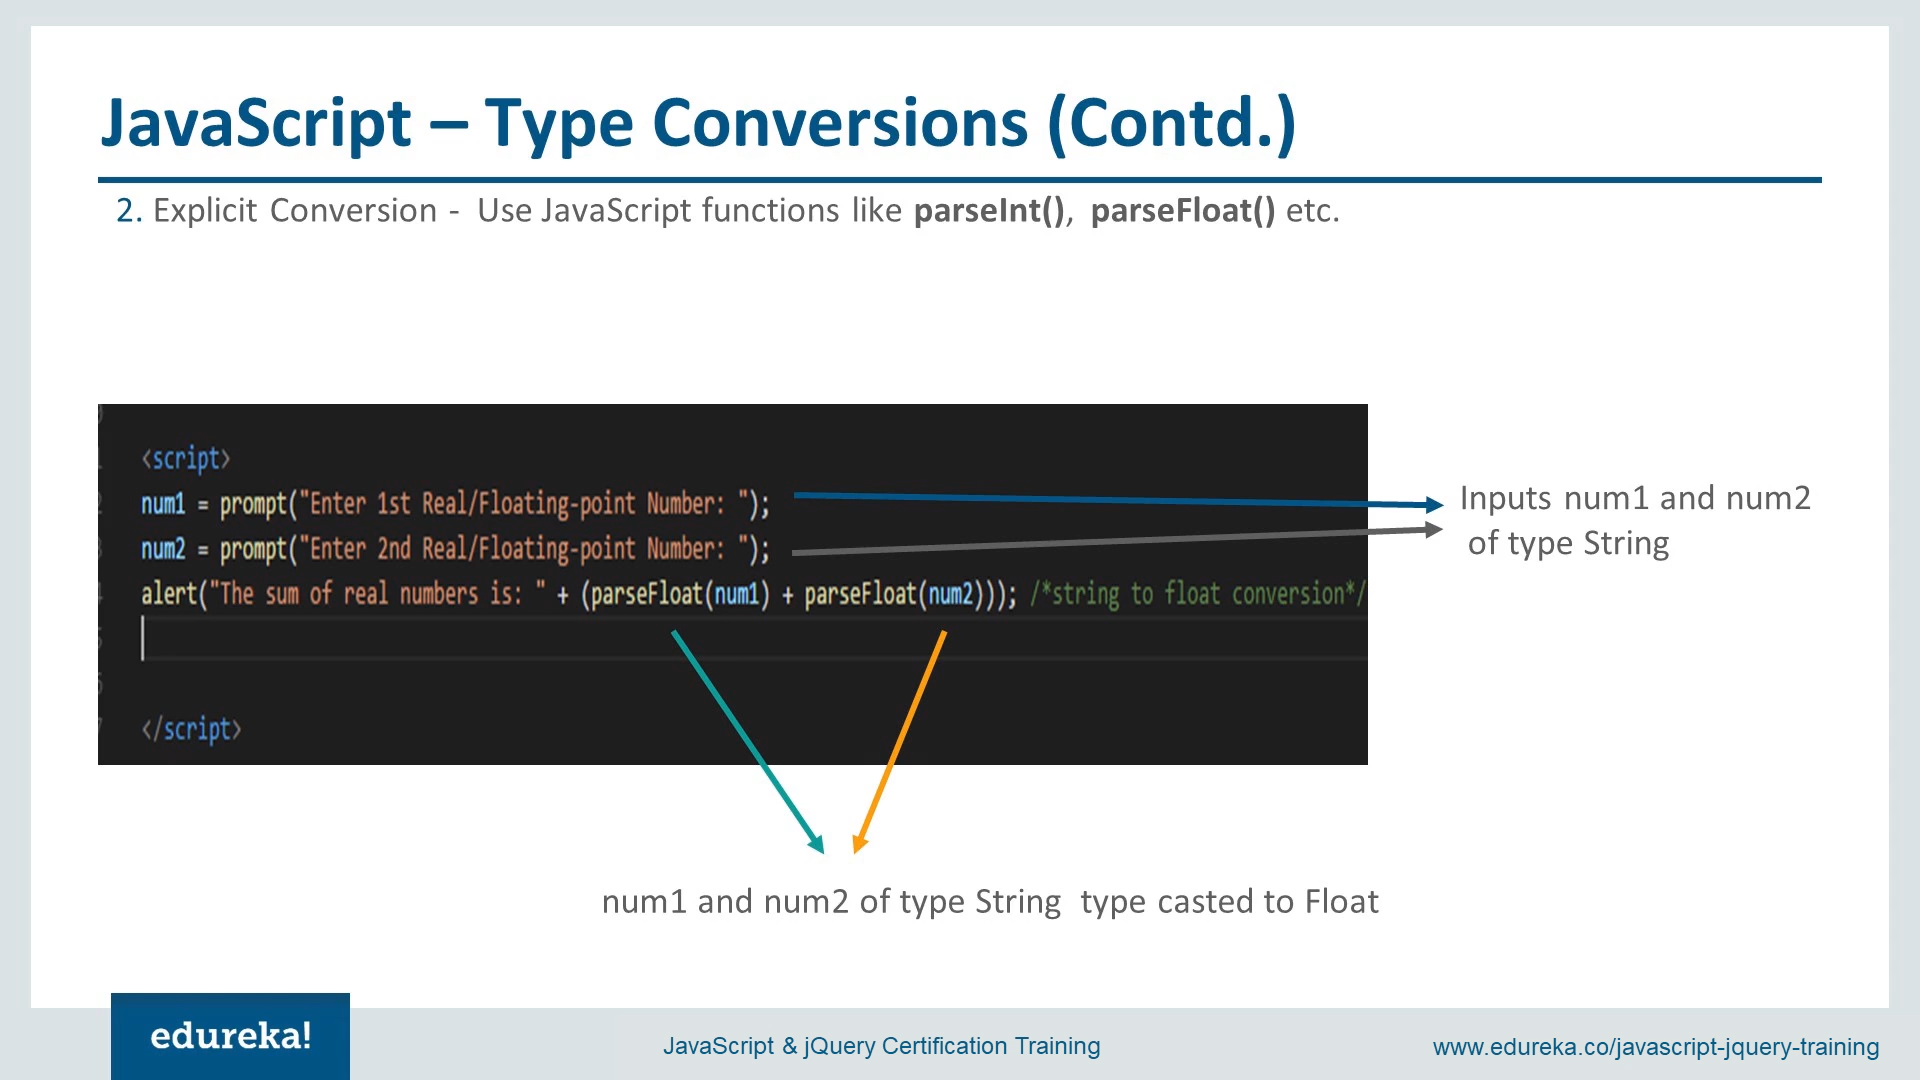 JavaScript – Type Conversions (Contd.)
2. Explicit Conversion - Use JavaScript functions like parseInt(), parseFloat() etc.
<script>
num1 = prompt("Enter 1st Real/Floating-point Number: ");
num2 = prompt("Enter 2nd Real/Floating-point Number: ");
alert("The sum of real numbers is: " + (parseFloat(num1) + parseFloat(num2))); /*string to float conversion*/
</script>
Inputs num1 and num2
of type String
num1 and num2 of type String type casted to Float
edureka!
JavaScript & jQuery Certification Training
www.edureka.co/javascript-jquery-training